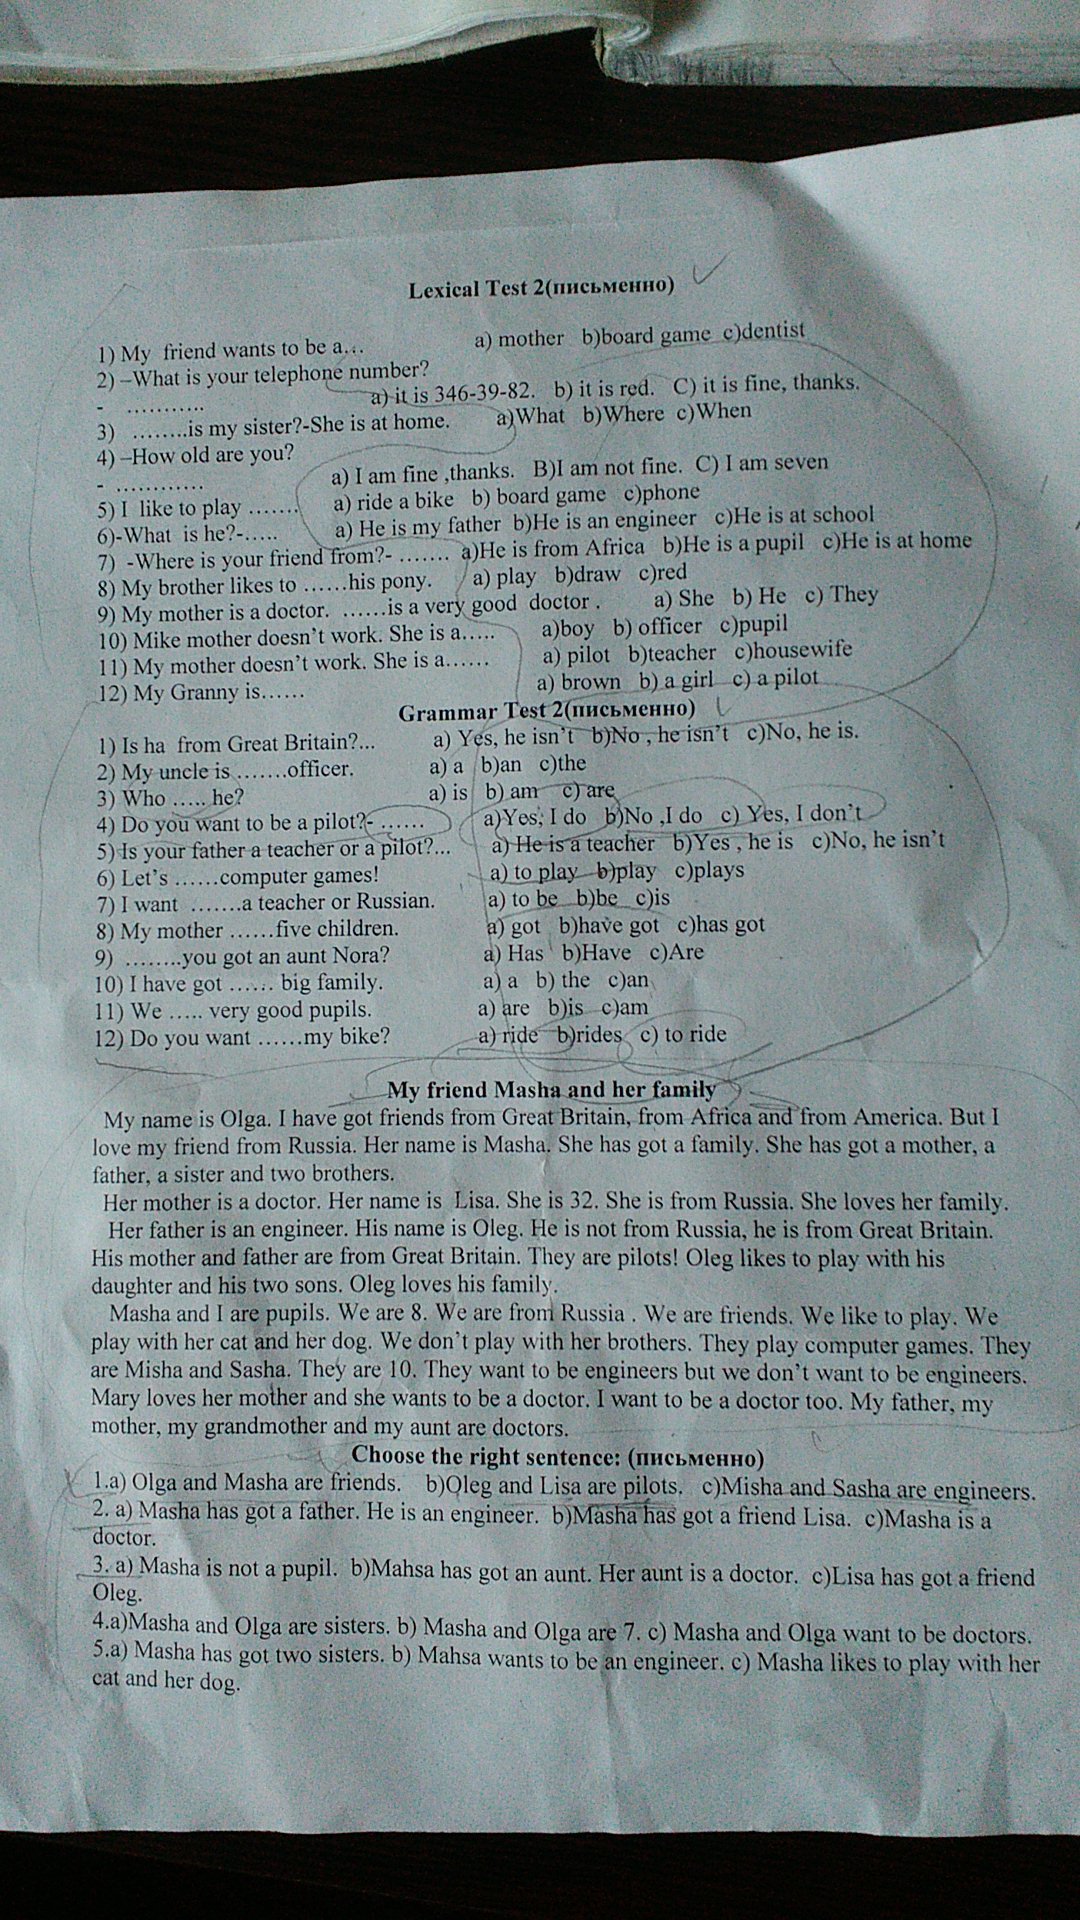 Lexical Test 2(письменно)
1) My friend wants to be a... a) mother b)board game c)dentist
2) –What is your telephone number?
- ........... a) it is 346-39-82. b) it is red. C) it is fine, thanks.
3) ........is my sister?-She is at home. a)What b)Where c)When
4) –How old are you?
- ............ a) I am fine ,thanks. B)I am not fine. C) I am seven
5) I like to play ....... a) ride a bike b) board game c)phone
6)-What is he?-..... a) He is my father b)He is an engineer c)He is at school
7) -Where is your friend from?- ....... a)He is from Africa b)He is a pupil c)He is at home
8) My brother likes to ......his pony. a) play b)draw c)red
9) My mother is a doctor. ......is a very good doctor . a) She b) He c) They
10) Mike mother doesn't work. She is a..... a)boy b) officer c)pupil
11) My mother doesn't work. She is a...... a) pilot b)teacher c)housewife
12) My Granny is...... a) brown b) a girl c) a pilot
Grammar Test 2(письменно)
1) Is ha from Great Britain?... a) Yes, he isn't b)No , he isn't c)No, he is.
2) My uncle is .......officer. a) a b)an c)the
3) Who ..... he? a) is b) am c) are
4) Do you want to be a pilot?- ...... a)Yes, I do b)No ,I do c) Yes, I don't
5) Is your father a teacher or a pilot?... a) He is a teacher b)Yes , he is c)No, he isn't
6) Let's ......computer games! a) to play b)play c)plays
7) I want .......a teacher or Russian. a) to be b)be c)is
8) My mother ......five children. a) got b)have got c)has got
9) ........you got an aunt Nora? a) Has b)Have c)Are
10) I have got ...... big family. a) a b) the c)an
11) We ..... very good pupils. a) are b)is c)am
12) Do you want ......my bike? a) ride b)rides c) to ride
My friend Masha and her family
My name is Olga. I have got friends from Great Britain, from Africa and from America. But I
love my friend from Russia. Her name is Masha. She has got a family. She has got a mother, a
father, a sister and two brothers.
Her mother is a doctor. Her name is Lisa. She is 32. She is from Russia. She loves her family.
Her father is an engineer. His name is Oleg. He is not from Russia, he is from Great Britain.
His mother and father are from Great Britain. They are pilots! Oleg likes to play with his
daughter and his two sons. Oleg loves his family.
Masha and I are pupils. We are 8. We are from Russia . We are friends. We like to play. We
play with her cat and her dog. We don't play with her brothers. They play computer games. They
are Misha and Sasha. They are 10. They want to be engineers but we don't want to be engineers.
Mary loves her mother and she wants to be a doctor. I want to be a doctor too. My father, my
mother, my grandmother and my aunt are doctors.
Choose the right sentence: (письменно)
1.a) Olga and Masha are friends. b)Oleg and Lisa are pilots. c)Misha and Sasha are engineers.
2. a) Masha has got a father. He is an engineer. b)Masha has got a friend Lisa. c)Masha is a
doctor.
3. a) Masha is not a pupil. b)Mahsa has got an aunt. Her aunt is a doctor. c)Lisa has got a friend
Oleg.
4.a)Masha and Olga are sisters. b) Masha and Olga are 7. c) Masha and Olga want to be doctors.
5.a) Masha has got two sisters. b) Mahsa wants to be an engineer. c) Masha likes to play with her
cat and her dog.